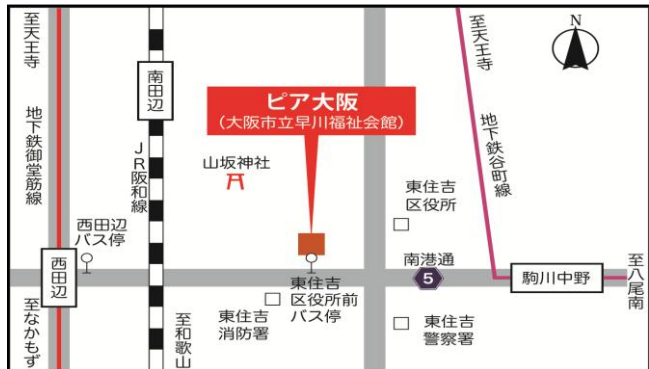 至天王寺
地下鉄御堂筋線
西田辺
至なかもず
西田辺
バス停
南田辺
JR阪和線
至和歌山
ピア大阪
(大阪市立早川福祉会館)
山坂神社
東住吉
消防署
東住吉
区役所前
バス停
東住吉
区役所
南港通
5
東住吉
警察署
至天王寺
地下鉄谷町線
駒川中野
至八尾南
N